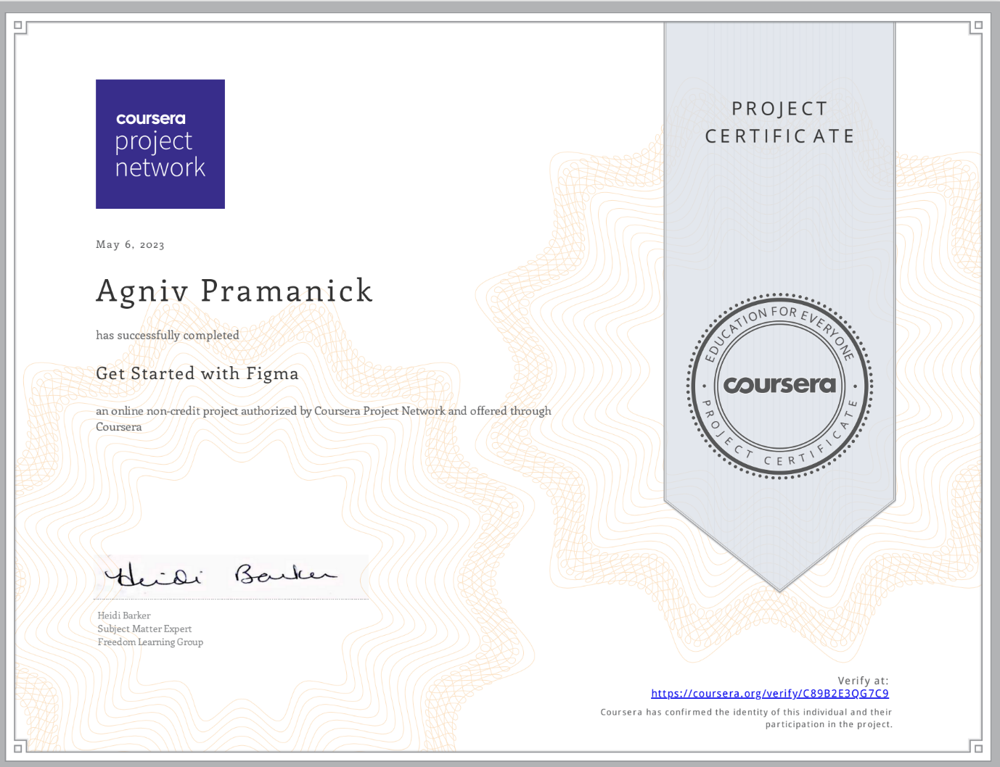 coursera
project
network
PROJECT
CERTIFICATE
May 6, 2023
Agniv Pramanick
has successfully completed
Get Started with Figma
an online non-credit project authorized by Coursera Project Network and offered through
Coursera
EDUCATION FOR EVERYONE
coursera
PROJECT CERTIFICATE
Heidi Barker
Heidi Barker
Subject Matter Expert
Freedom Learning Group
Verify at:
https://coursera.org/verify/C89B2E3QG7C9
Coursera has confirmed the identity of this individual and their
participation in the project.